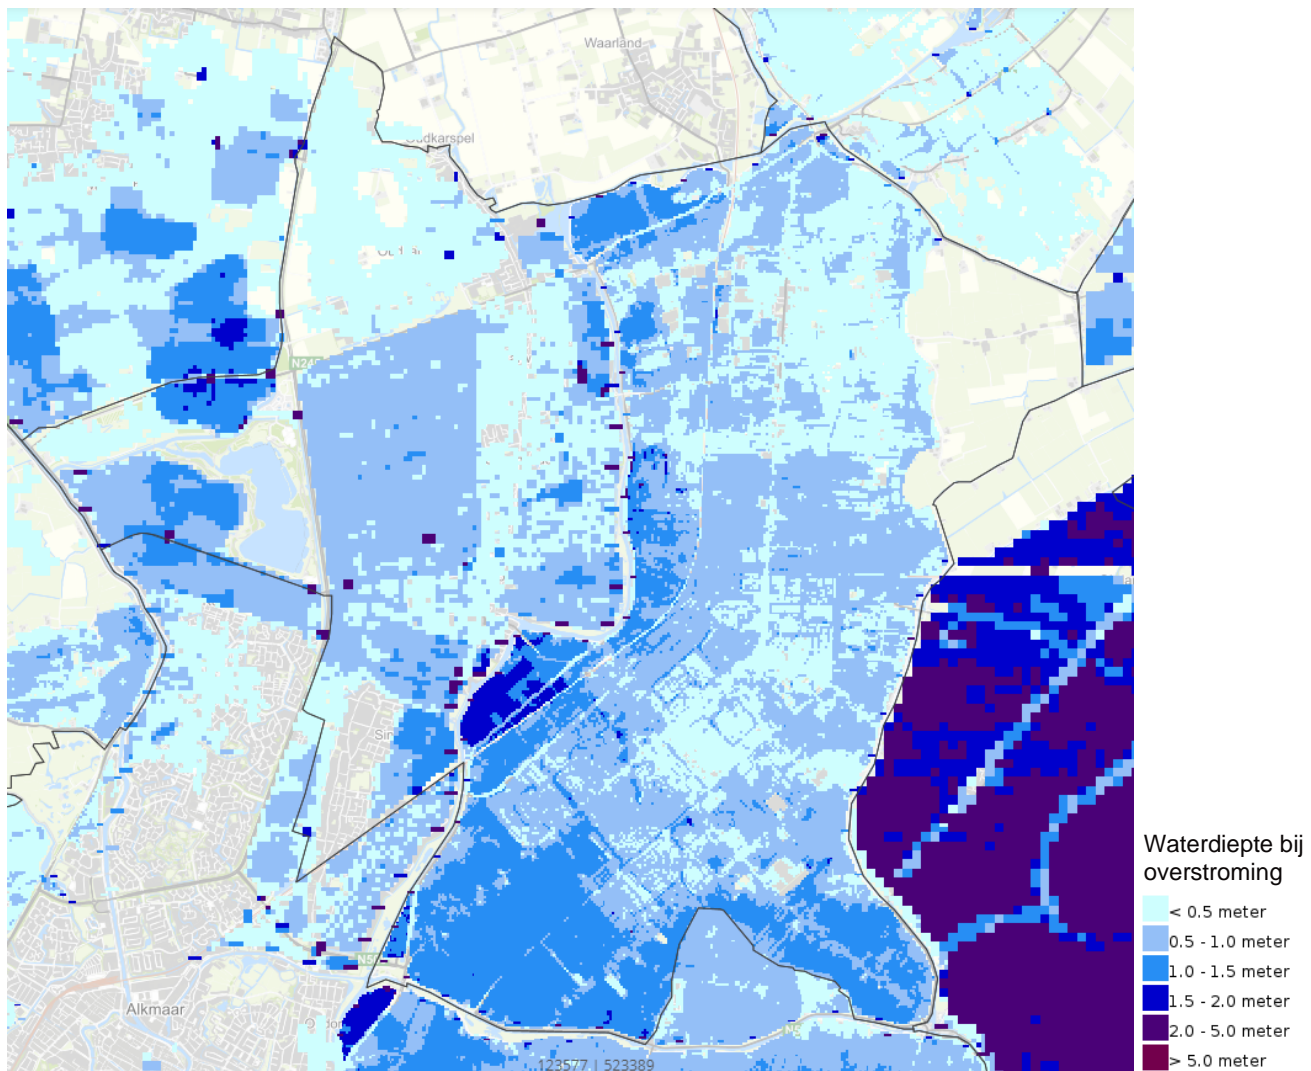 Waarland
Oudkarspel
N245
Alkmaar
123577 | 523389
Waterdiepte bij
overstroming
< 0.5 meter
0.5 - 1.0 meter
1.0 - 1.5 meter
1.5 - 2.0 meter
2.0 - 5.0 meter
> 5.0 meter